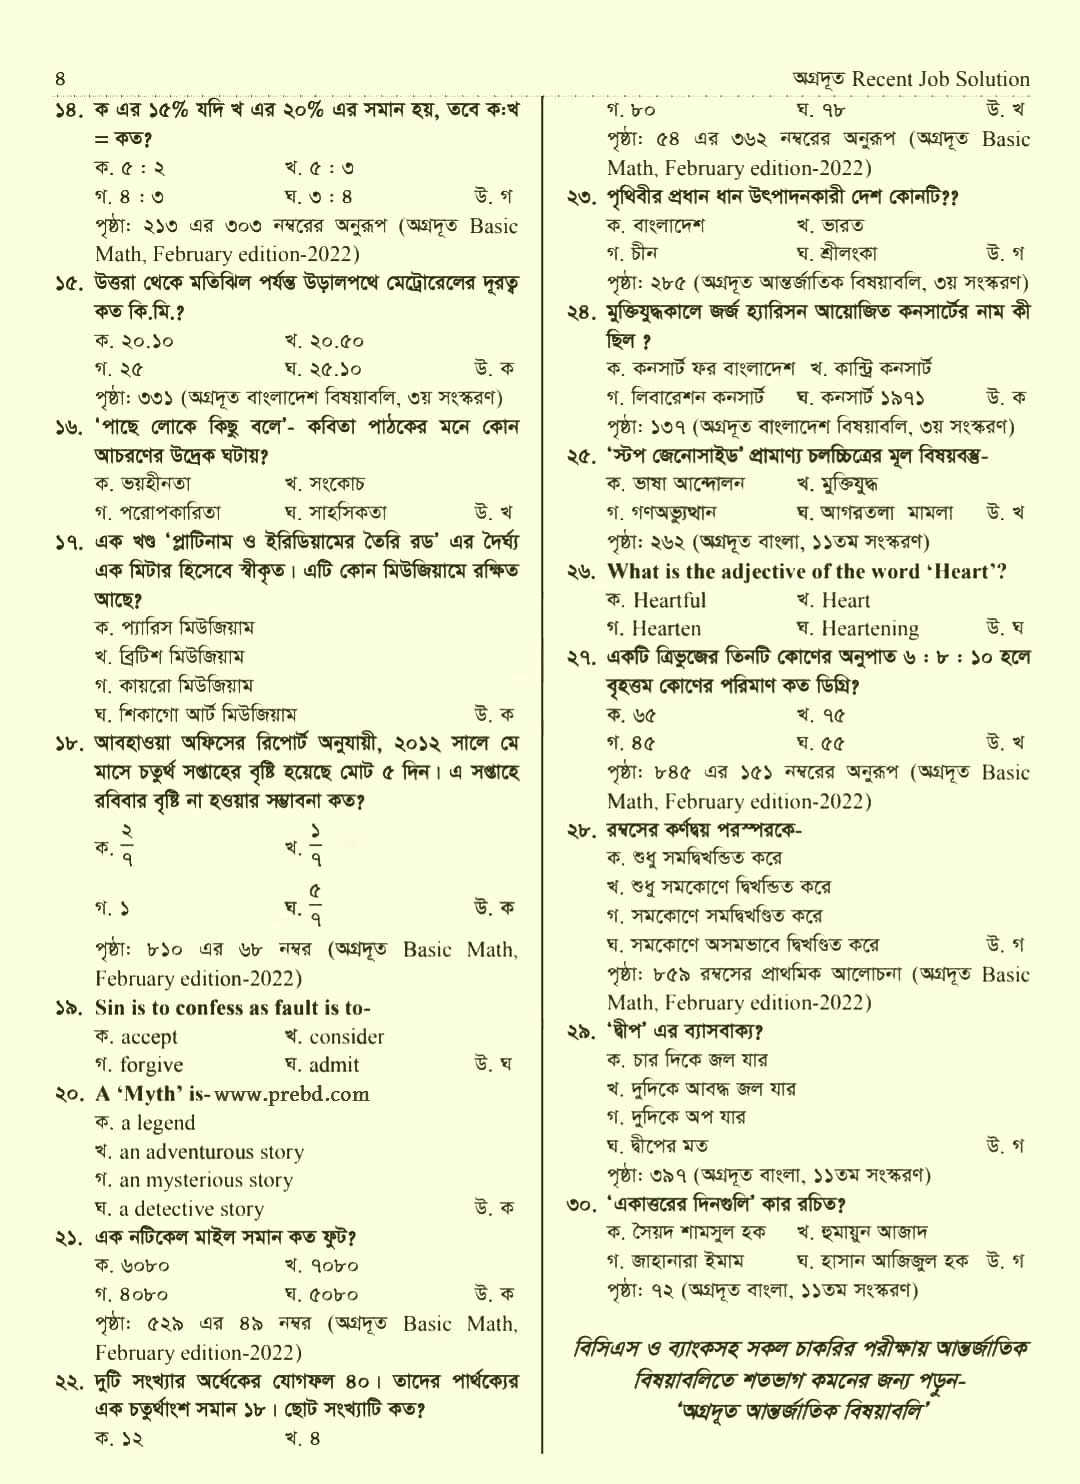 8
অগ্রদূত Recent Job Solution
১৪. ক এর ১৫% যদি খ এর ২০% এর সমান হয়, তবে ক:খ
= কত?
ক. ৫ : ২ খ. ৫ : ৩
গ. ৪ : ৩ ঘ. ৩ : ৪ উ. গ
পৃষ্ঠা: ২১৩ এর ৩০৩ নম্বরের অনুরূপ (অগ্রদূত Basic
Math, February edition-2022)
১৫. উত্তরা থেকে মতিঝিল পর্যন্ত উড়ালপথে মেট্রোরেলের দূরত্ব
কত কি.মি.?
ক. ২০.১০ খ. ২০.৫০
গ. ২৫ ঘ. ২৫.১০ উ. ক
পৃষ্ঠা: ৩৩১ (অগ্রদূত বাংলাদেশ বিষয়াবলি, ৩য় সংস্করণ)
১৬. ‘পাছে লোকে কিছু বলে’- কবিতা পাঠকের মনে কোন
আচরণের উদ্রেক ঘটায়?
ক. ভয়হীনতা খ. সংকোচ
গ. পরোপকারিতা ঘ. সাহসিকতা উ. খ
১৭. এক খণ্ড ‘প্লাটিনাম ও ইরিডিয়ামের তৈরি রড’ এর দৈর্ঘ্য
এক মিটার হিসেবে স্বীকৃত। এটি কোন মিউজিয়ামে রক্ষিত
আছে?
ক. প্যারিস মিউজিয়াম
খ. ব্রিটিশ মিউজিয়াম
গ. কায়রো মিউজিয়াম
ঘ. শিকাগো আর্ট মিউজিয়াম উ. ক
১৮. আবহাওয়া অফিসের রিপোর্ট অনুযায়ী, ২০১২ সালে মে
মাসে চতুর্থ সপ্তাহের বৃষ্টি হয়েছে মোট ৫ দিন। এ সপ্তাহে
রবিবার বৃষ্টি না হওয়ার সম্ভাবনা কত?
ক. ২/৭ খ. ১/৭
গ. ১ ঘ. ৫/৭ উ. ক
পৃষ্ঠা: ৮১০ এর ৬৮ নম্বর (অগ্রদূত Basic Math,
February edition-2022)
১৯. Sin is to confess as fault is to-
ক. accept খ. consider
গ. forgive ঘ. admit উ. ঘ
২০. A ‘Myth’ is- www.prebd.com
ক. a legend
খ. an adventurous story
গ. an mysterious story
ঘ. a detective story উ. ক
২১. এক নটিকেল মাইল সমান কত ফুট?
ক. ৬০৮০ খ. ৭০৮০
গ. ৪০৮০ ঘ. ৫০৮০ উ. ক
পৃষ্ঠা: ৫২৯ এর ৪৯ নম্বর (অগ্রদূত Basic Math,
February edition-2022)
২২. দুটি সংখ্যার অর্ধেকের যোগফল ৪০। তাদের পার্থক্যের
এক চতুর্থাংশ সমান ১৮। ছোট সংখ্যাটি কত?
ক. ১২ খ. ৪
গ. ৮০ ঘ. ৭৮ উ. খ
পৃষ্ঠা: ৫৪ এর ৩৬২ নম্বরের অনুরূপ (অগ্রদূত Basic
Math, February edition-2022)
২৩. পৃথিবীর প্রধান ধান উৎপাদনকারী দেশ কোনটি??
ক. বাংলাদেশ খ. ভারত
গ. চীন ঘ. শ্রীলংকা উ. গ
পৃষ্ঠা: ২৮৫ (অগ্রদূত আন্তর্জাতিক বিষয়াবলি, ৩য় সংস্করণ)
২৪. মুক্তিযুদ্ধকালে জর্জ হ্যারিসন আয়োজিত কনসার্টের নাম কী
ছিল ?
ক. কনসার্ট ফর বাংলাদেশ খ. কান্ট্রি কনসার্ট
গ. লিবারেশন কনসার্ট ঘ. কনসার্ট ১৯৭১ উ. ক
পৃষ্ঠা: ১৩৭ (অগ্রদূত বাংলাদেশ বিষয়াবলি, ৩য় সংস্করণ)
২৫. ‘স্টপ জেনোসাইড’ প্রামাণ্য চলচ্চিত্রের মূল বিষয়বস্তু-
ক. ভাষা আন্দোলন খ. মুক্তিযুদ্ধ
গ. গণঅভ্যুত্থান ঘ. আগরতলা মামলা উ. খ
পৃষ্ঠা: ২৬২ (অগ্রদূত বাংলা, ১১তম সংস্করণ)
২৬. What is the adjective of the word ‘Heart’?
ক. Heartful খ. Heart
গ. Hearten ঘ. Heartening উ. ঘ
২৭. একটি ত্রিভুজের তিনটি কোণের অনুপাত ৬ : ৮ : ১০ হলে
বৃহত্তম কোণের পরিমাণ কত ডিগ্রি?
ক. ৬৫ খ. ৭৫
গ. ৪৫ ঘ. ৫৫ উ. খ
পৃষ্ঠা: ৮৪৫ এর ১৫১ নম্বরের অনুরূপ (অগ্রদূত Basic
Math, February edition-2022)
২৮. রম্বসের কর্ণদ্বয় পরস্পরকে-
ক. শুধু সমদ্বিখন্ডিত করে
খ. শুধু সমকোণে দ্বিখন্ডিত করে
গ. সমকোণে সমদ্বিখণ্ডিত করে
ঘ. সমকোণে অসমভাবে দ্বিখণ্ডিত করে উ. গ
পৃষ্ঠা: ৮৫৯ রম্বসের প্রাথমিক আলোচনা (অগ্রদূত Basic
Math, February edition-2022)
২৯. ‘দ্বীপ’ এর ব্যাসবাক্য?
ক. চার দিকে জল যার
খ. দুদিকে আবদ্ধ জল যার
গ. দুদিকে অপ যার
ঘ. দ্বীপের মত উ. গ
পৃষ্ঠা: ৩৯৭ (অগ্রদূত বাংলা, ১১তম সংস্করণ)
৩০. ‘একাত্তরের দিনগুলি’ কার রচিত?
ক. সৈয়দ শামসুল হক খ. হুমায়ুন আজাদ
গ. জাহানারা ইমাম ঘ. হাসান আজিজুল হক উ. গ
পৃষ্ঠা: ৭২ (অগ্রদূত বাংলা, ১১তম সংস্করণ)
বিসিএস ও ব্যাংকসহ সকল চাকরির পরীক্ষায় আন্তর্জাতিক
বিষয়াবলিতে শতভাগ কমনের জন্য পড়ুন-
‘অগ্রদূত আন্তর্জাতিক বিষয়াবলি’